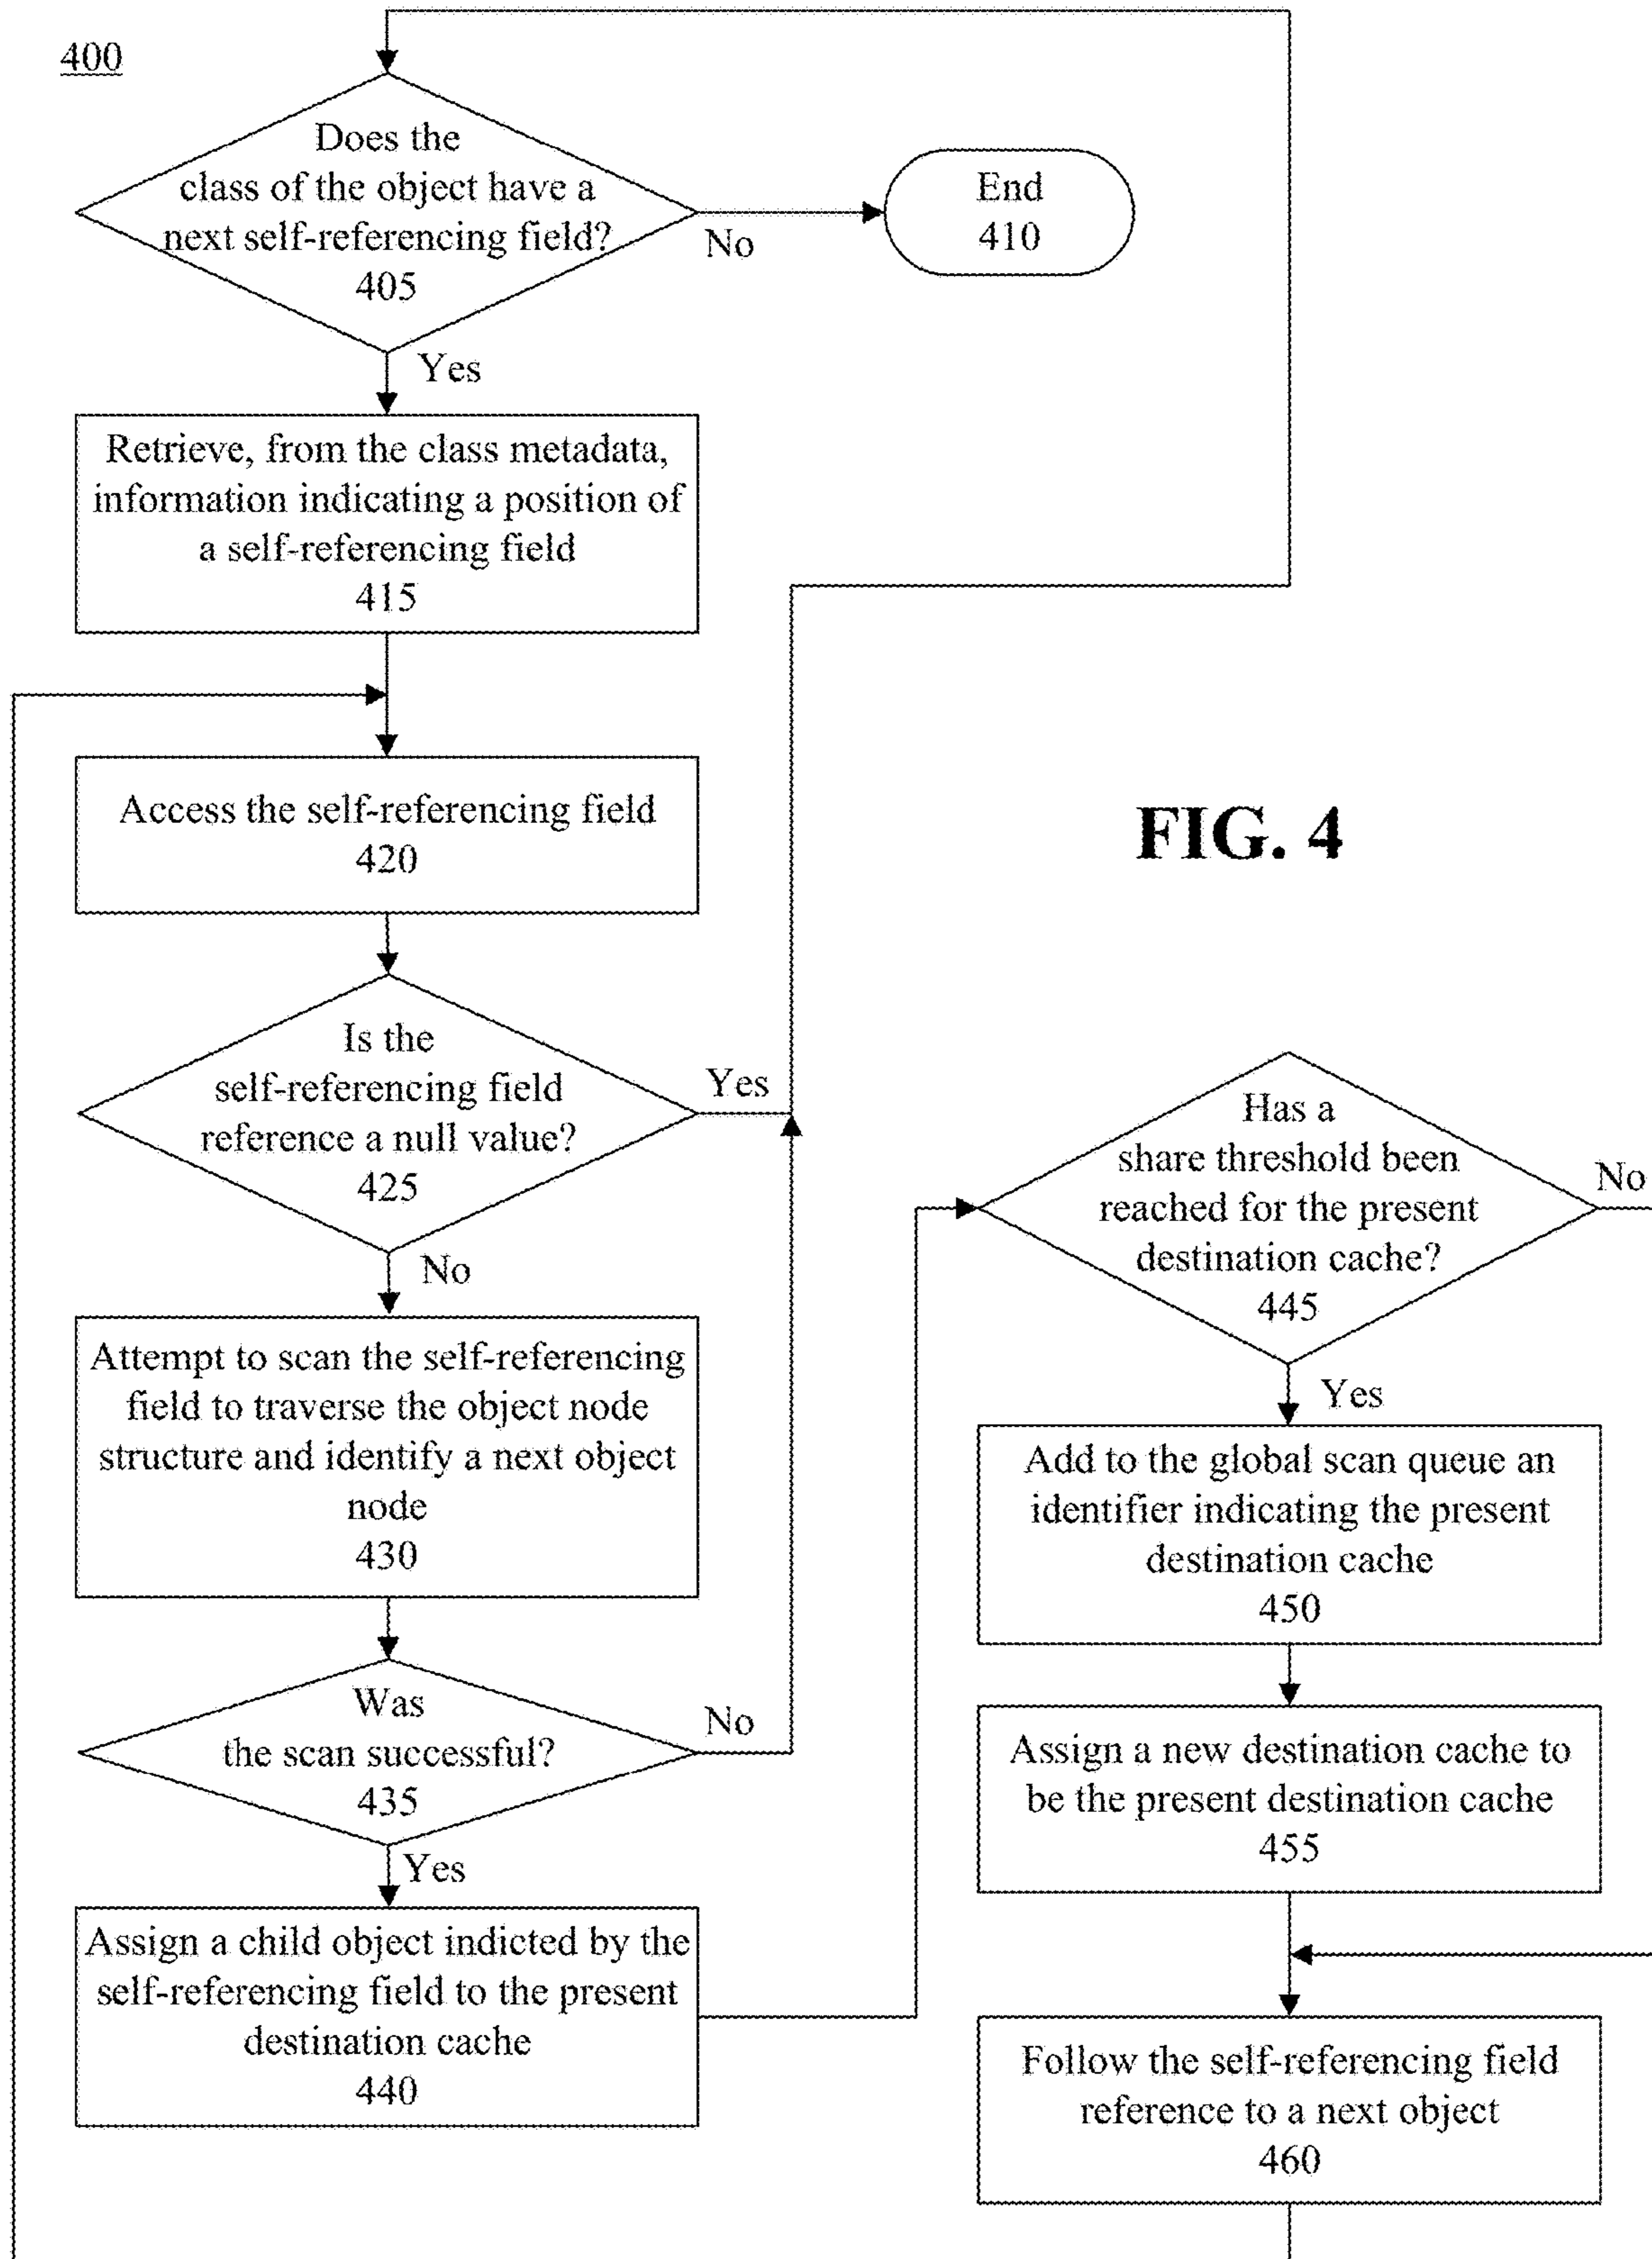 400
Does the
class of the object have a
next self-referencing field?
405
No
End
410
Yes
Retrieve, from the class metadata,
information indicating a position of
a self-referencing field
415
Access the self-referencing field
420
FIG. 4
Is the
self-referencing field
reference a null value?
425
Yes
No
Attempt to scan the self-referencing
field to traverse the object node
structure and identify a next object
node
430
Was
the scan successful?
435
No
Yes
Assign a child object indicted by the
self-referencing field to the present
destination cache
440
Has a
share threshold been
reached for the present
destination cache?
445
No
Yes
Add to the global scan queue an
identifier indicating the present
destination cache
450
Assign a new destination cache to
be the present destination cache
455
Follow the self-referencing field
reference to a next object
460